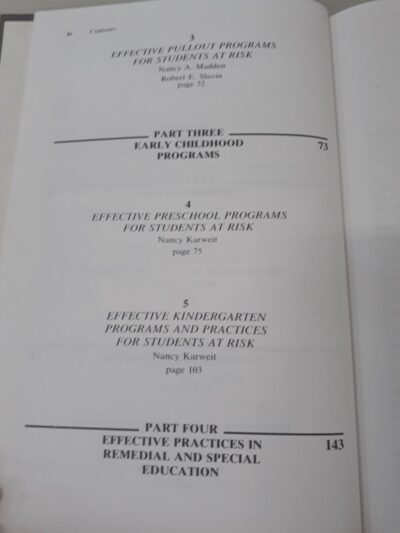 iv Contents
3
EFFECTIVE PULLOUT PROGRAMS
FOR STUDENTS AT RISK
Nancy A. Madden
Robert E. Slavin
page 52
PART THREE
EARLY CHILDHOOD 73
PROGRAMS
4
EFFECTIVE PRESCHOOL PROGRAMS
FOR STUDENTS AT RISK
Nancy Karweit
page 75
5
EFFECTIVE KINDERGARTEN
PROGRAMS AND PRACTICES
FOR STUDENTS AT RISK
Nancy Karweit
page 103
PART FOUR
EFFECTIVE PRACTICES IN 143
REMEDIAL AND SPECIAL
EDUCATION